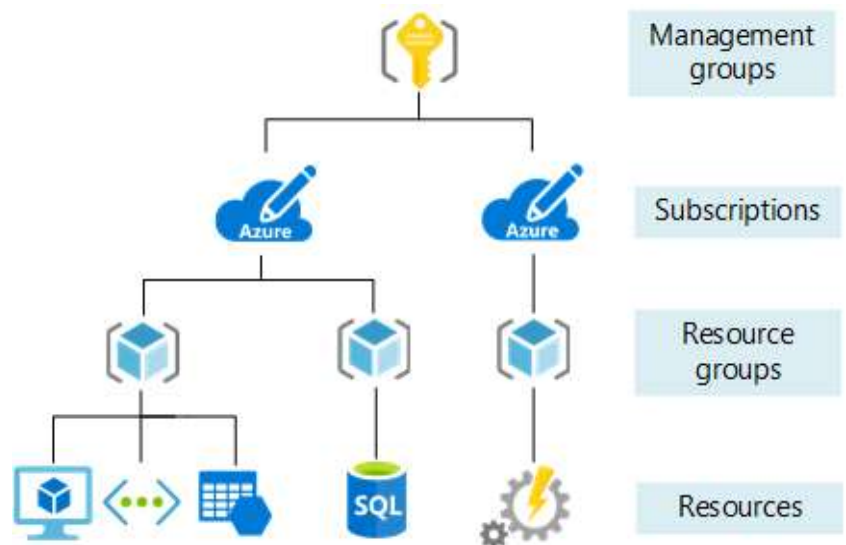 Management
groups
Azure
Azure
Subscriptions
Resource
groups
SQL
Resources